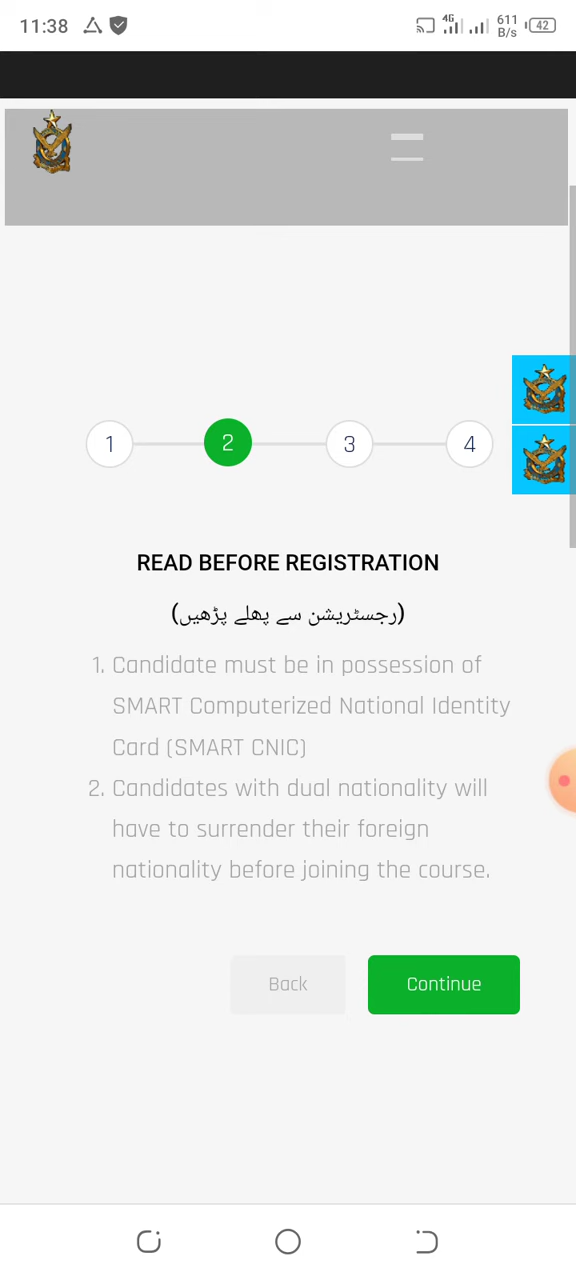 11:38
4G
611
B/s
42
1
2
3
4
READ BEFORE REGISTRATION
(رجسٹریشن سے پهلے پڑهیں)
1. Candidate must be in possession of
SMART Computerized National Identity
Card (SMART CNIC)
2. Candidates with dual nationality will
have to surrender their foreign
nationality before joining the course.
Back
Continue